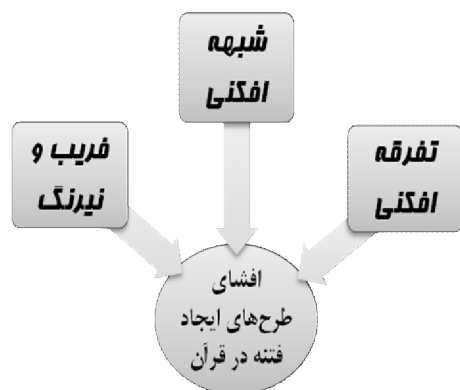 شبهه
افکنی
تفرقه
افکنی
فریب و
نیرنگ
افشای
طرح‌های ایجاد
فتنه در قرآن